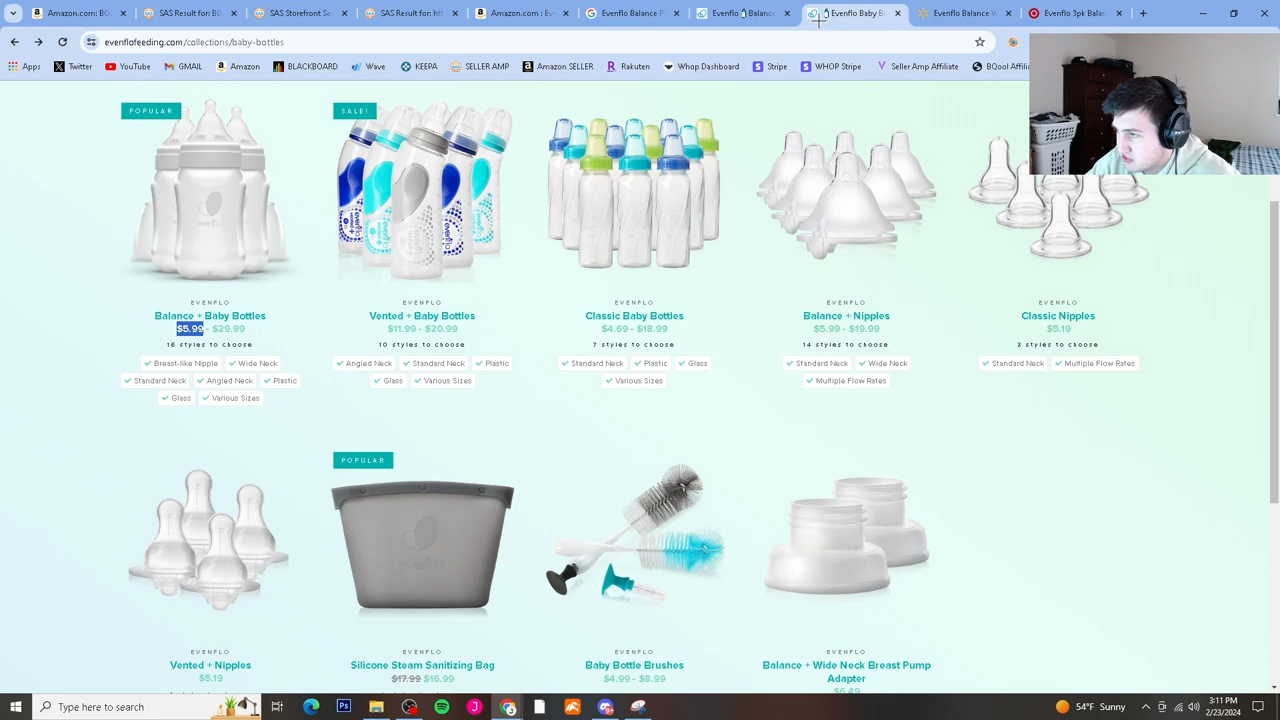 Amazon.com: BO
SAS Result for B0
SAS Storefront Se
SAS Result for: ht
Amazon.com : Ev
Evenflo Balance P
Evenflo Balance
Evenflo Baby Bo
Evenflo Balance V
Evenflo 3pk Balan
evenflofeeding.com/collections/baby-bottles
Apps
Twitter
YouTube
GMAIL
Amazon
BLACKBOARD
Wave
KEEPA
SELLER AMP
Amazon SELLER
Rakuten
Whop Dashboard
Stripe
WHOP Stripe
Seller Amp Affiliate
BQool Affili
POPULAR
SALE!
EVENFLO
Balance + Baby Bottles
$5.99 - $29.99
16 styles to choose
Breast-like Nipple
Wide Neck
Standard Neck
Angled Neck
Plastic
Glass
Various Sizes
EVENFLO
Vented + Baby Bottles
$11.99 - $20.99
10 styles to choose
Angled Neck
Standard Neck
Plastic
Glass
Various Sizes
EVENFLO
Classic Baby Bottles
$4.69 - $18.99
7 styles to choose
Standard Neck
Plastic
Glass
Various Sizes
EVENFLO
Balance + Nipples
$5.99 - $19.99
14 styles to choose
Standard Neck
Wide Neck
Multiple Flow Rates
EVENFLO
Classic Nipples
$5.19
3 styles to choose
Standard Neck
Multiple Flow Rates
POPULAR
evenflo
EVENFLO
Vented + Nipples
$5.19
EVENFLO
Silicone Steam Sanitizing Bag
$17.99 $16.99
EVENFLO
Baby Bottle Brushes
$4.99 - $8.99
EVENFLO
Balance + Wide Neck Breast Pump
Adapter
$6.49
Type here to search
54°F Sunny
3:11 PM
2/23/2024